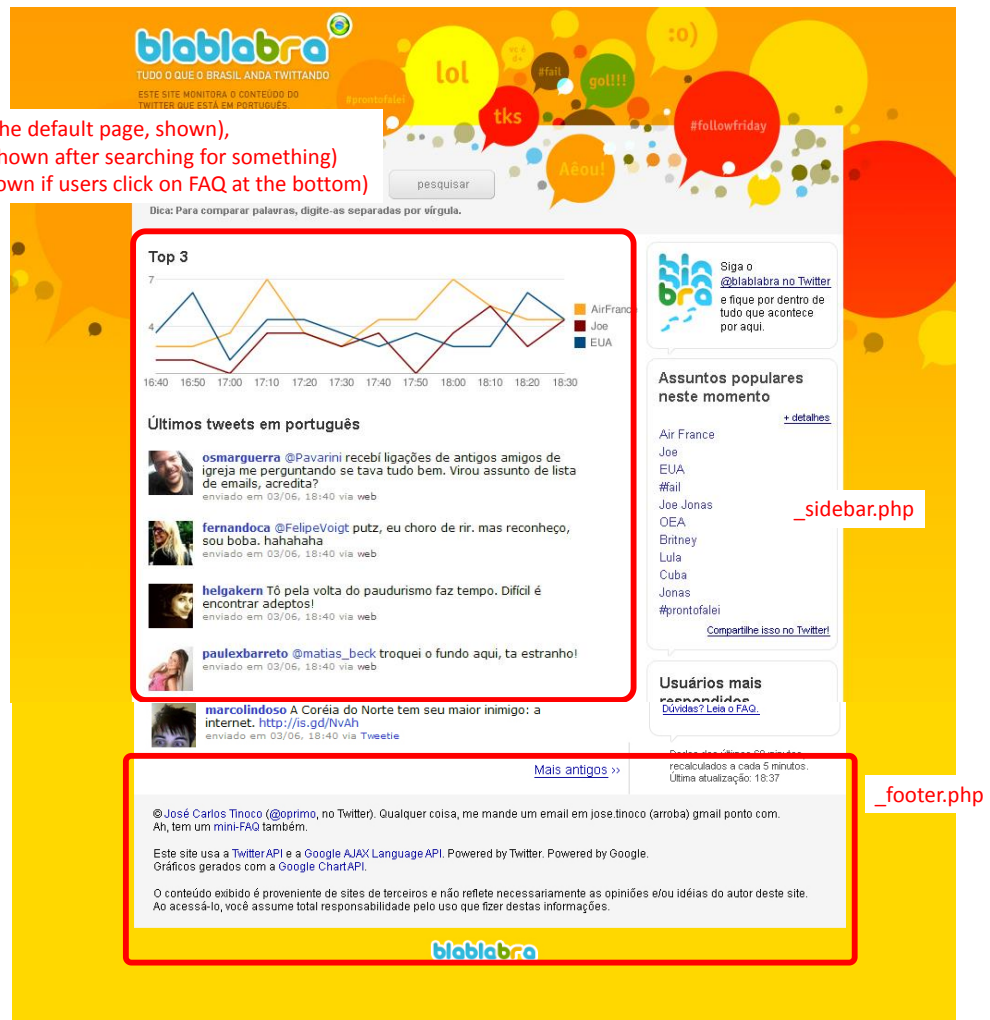 blablabra
TUDO O QUE O BRASIL ANDA TWITTANDO
ESTE SITE MONITORA O CONTEÚDO DO
TWITTER QUE ESTÁ EM PORTUGUÊS.
#prontofalei
lol
tks
#fail
gol!!!
:o)
#followfriday
Aêou!
he default page, shown),
hown after searching for something)
own if users click on FAQ at the bottom)
pesquisar
Dica: Para comparar palavras, digite-as separadas por vírgula.
Top 3
7
4
AirFrance
Joe
EUA
16:40 16:50 17:00 17:10 17:20 17:30 17:40 17:50 18:00 18:10 18:20 18:30
Últimos tweets em português
osmarguerra @Pavarini recebí ligações de antigos amigos de
igreja me perguntando se tava tudo bem. Virou assunto de lista
de emails, acredita?
enviado em 03/06, 18:40 via web
fernandoca @FelipeVoigt putz, eu choro de rir. mas reconheço,
sou boba. hahahaha
enviado em 03/06, 18:40 via web
helgakern Tô pela volta do paudurismo faz tempo. Difícil é
encontrar adeptos!
enviado em 03/06, 18:40 via web
paulexbarreto @matias_beck troquei o fundo aqui, ta estranho!
enviado em 03/06, 18:40 via web
marcolindoso A Coréia do Norte tem seu maior inimigo: a
internet. http://is.gd/NvAh
enviado em 03/06, 18:40 via Tweetie
Mais antigos >>
bla
bla
bra
Siga o
@blablabra no Twitter
e fique por dentro de
tudo que acontece
por aqui.
Assuntos populares
neste momento
+ detalhes
Air France
Joe
EUA
#fail
Joe Jonas
OEA
Britney
Lula
Cuba
Jonas
#prontofalei
Compartilhe isso no Twitter!
_sidebar.php
Usuários mais
respondidos
Dúvidas? Leia o FAQ.
Dados dos últimos 60 minutos,
recalculados a cada 5 minutos.
Última atualização: 18:37
_footer.php
© José Carlos Tinoco (@oprimo, no Twitter). Qualquer coisa, me mande um email em jose.tinoco (arroba) gmail ponto com.
Ah, tem um mini-FAQ também.
Este site usa a Twitter API e a Google AJAX Language API. Powered by Twitter. Powered by Google.
Gráficos gerados com a Google Chart API.
O conteúdo exibido é proveniente de sites de terceiros e não reflete necessariamente as opiniões e/ou idéias do autor deste site.
Ao acessá-lo, você assume total responsabilidade pelo uso que fizer destas informações.
blablabra